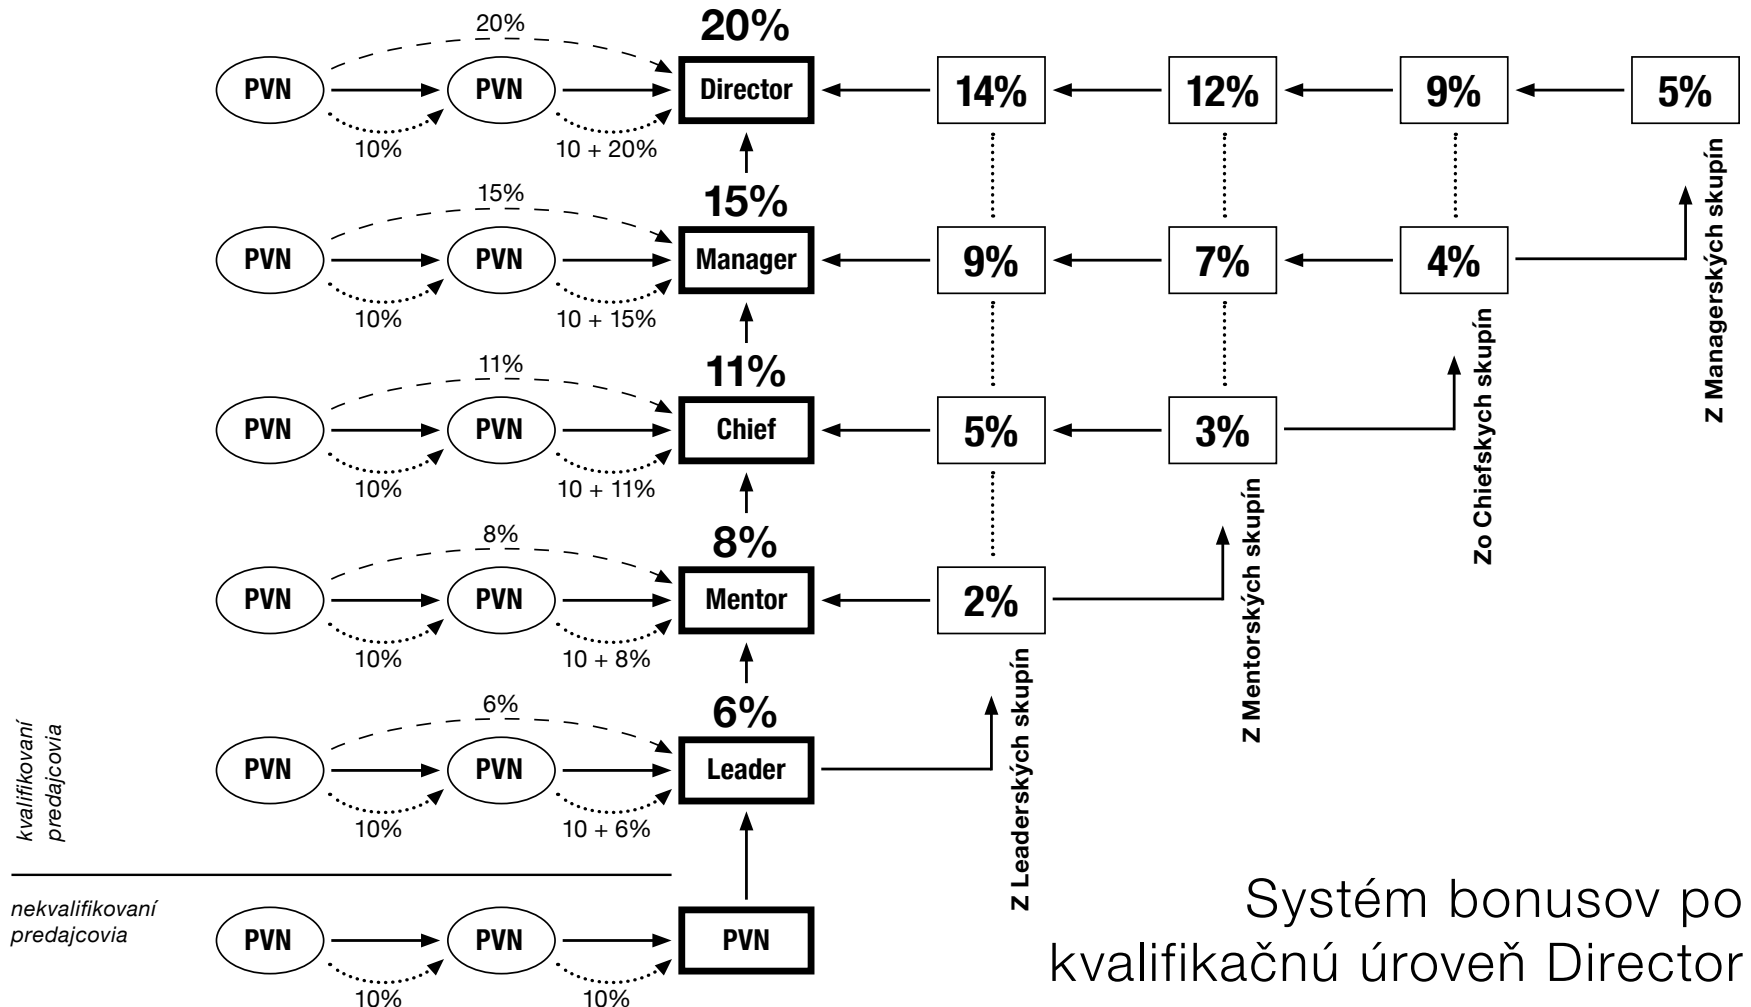 20%
20%
PVN
PVN
Director
14%
12%
9%
5%
10%
10 + 20%
15%
15%
PVN
PVN
Manager
9%
7%
4%
10%
10 + 15%
Z Managerských skupín
11%
11%
PVN
PVN
Chief
5%
3%
10%
10 + 11%
Zo Chiefských skupín
8%
8%
PVN
PVN
Mentor
2%
10%
10 + 8%
Z Mentorských skupín
6%
6%
PVN
PVN
Leader
10%
10 + 6%
Z Leaderských skupín
kvalifikovaní
predajcovia
nekvalifikovaní
predajcovia
PVN
PVN
PVN
10%
10%
Systém bonusov po
kvalifikačnú úroveň Director